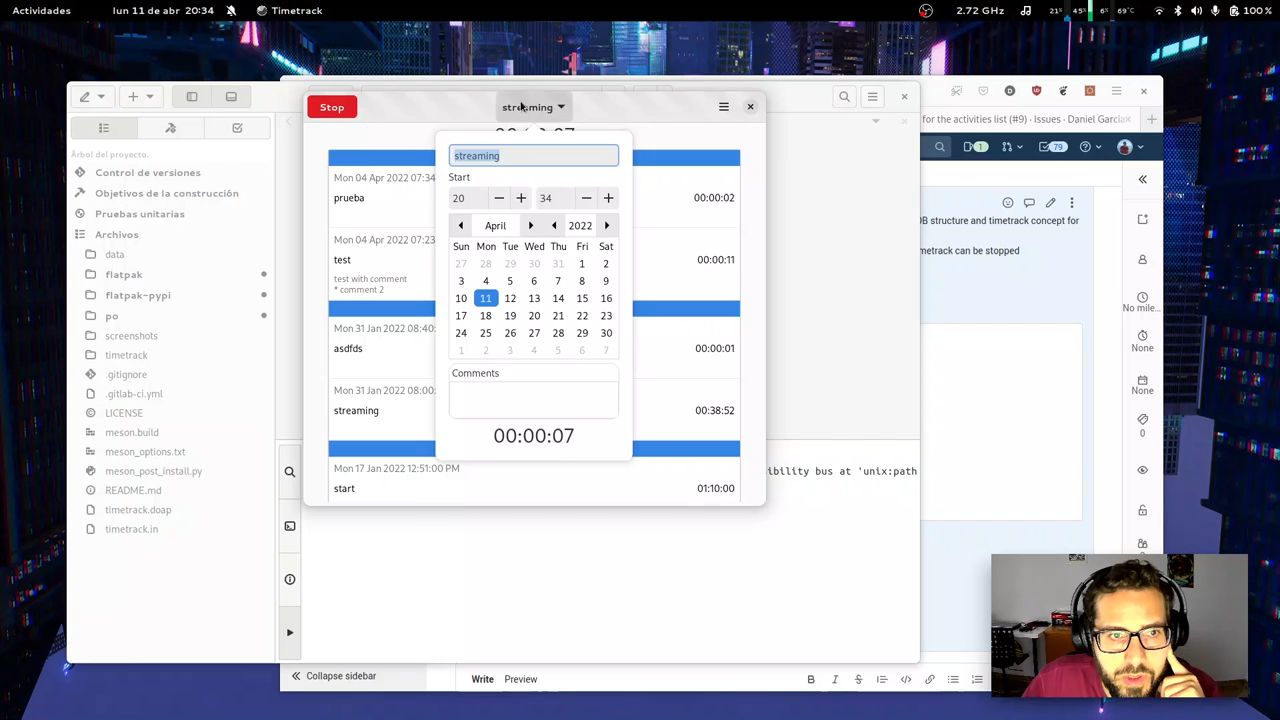 Actividades
lun 11 de abr 20:34
Timetrack
2.72 GHz
21%
45%
6%
69°C
100 %
Stop
streaming
for the activities list (#9) · Issues · Daniel Garcia
1
79
Árbol del proyecto.
Control de versiones
Objetivos de la construcción
Pruebas unitarias
Archivos
data
flatpak
flatpak-pypi
po
screenshots
timetrack
.gitignore
.gitlab-ci.yml
LICENSE
meson.build
meson_options.txt
meson_post_install.py
README.md
timetrack.doap
timetrack.in
Mon 04 Apr 2022 07:34
prueba
00:00:02
Mon 04 Apr 2022 07:23
test
00:00:11
test with comment
* comment 2
Mon 31 Jan 2022 08:40:
asdfds
00:00:01
Mon 31 Jan 2022 08:00:
streaming
00:38:52
Mon 17 Jan 2022 12:51:00 PM
start
01:10:00
streaming
Start
20
34
April
2022
Sun Mon Tue Wed Thu Fri Sat
27 28 29 30 31 1 2
3 4 5 6 7 8 9
10 11 12 13 14 15 16
17 18 19 20 21 22 23
24 25 26 27 28 29 30
1 2 3 4 5 6 7
Comments
00:00:07
DB structure and timetrack concept for
metrack can be stopped
ibility bus at 'unix:path
No mile...
None
None
0
Collapse sidebar
Write
Preview